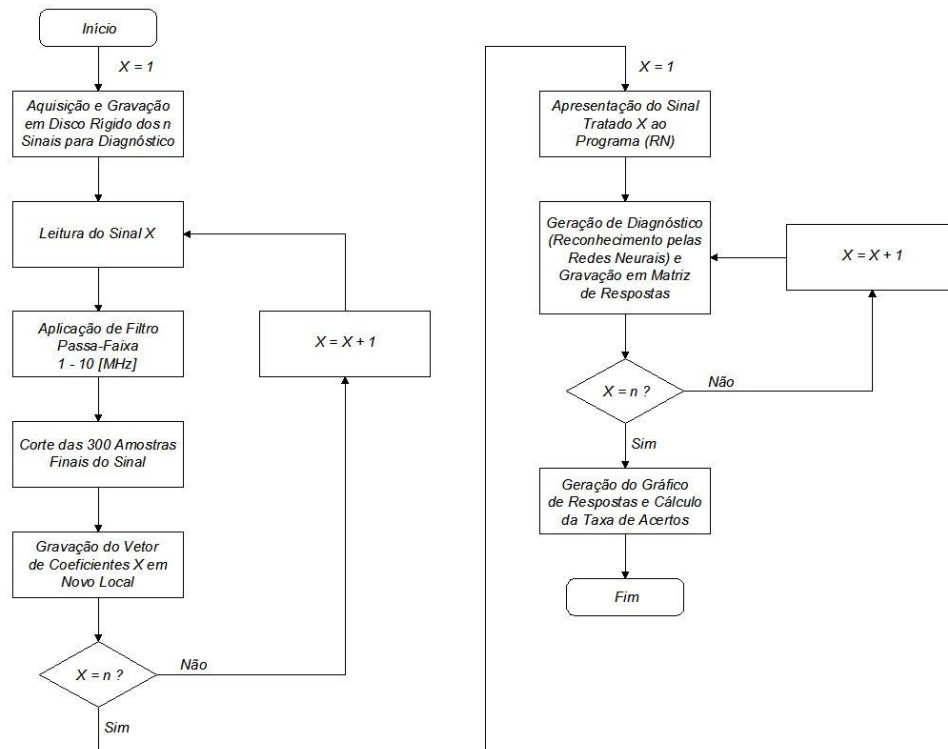 Início
X = 1
Aquisição e Gravação
em Disco Rígido dos n
Sinais para Diagnóstico
Leitura do Sinal X
Aplicação de Filtro
Passa-Faixa
1 - 10 [MHz]
X = X + 1
Corte das 300 Amostras
Finais do Sinal
Gravação do Vetor
de Coeficientes X em
Novo Local
X = n ?
Não
Sim
X = 1
Apresentação do Sinal
Tratado X ao
Programa (RN)
Geração de Diagnóstico
(Reconhecimento pelas
Redes Neurais) e
Gravação em Matriz
de Respostas
X = X + 1
X = n ?
Não
Sim
Geração do Gráfico
de Respostas e Cálculo
da Taxa de Acertos
Fim